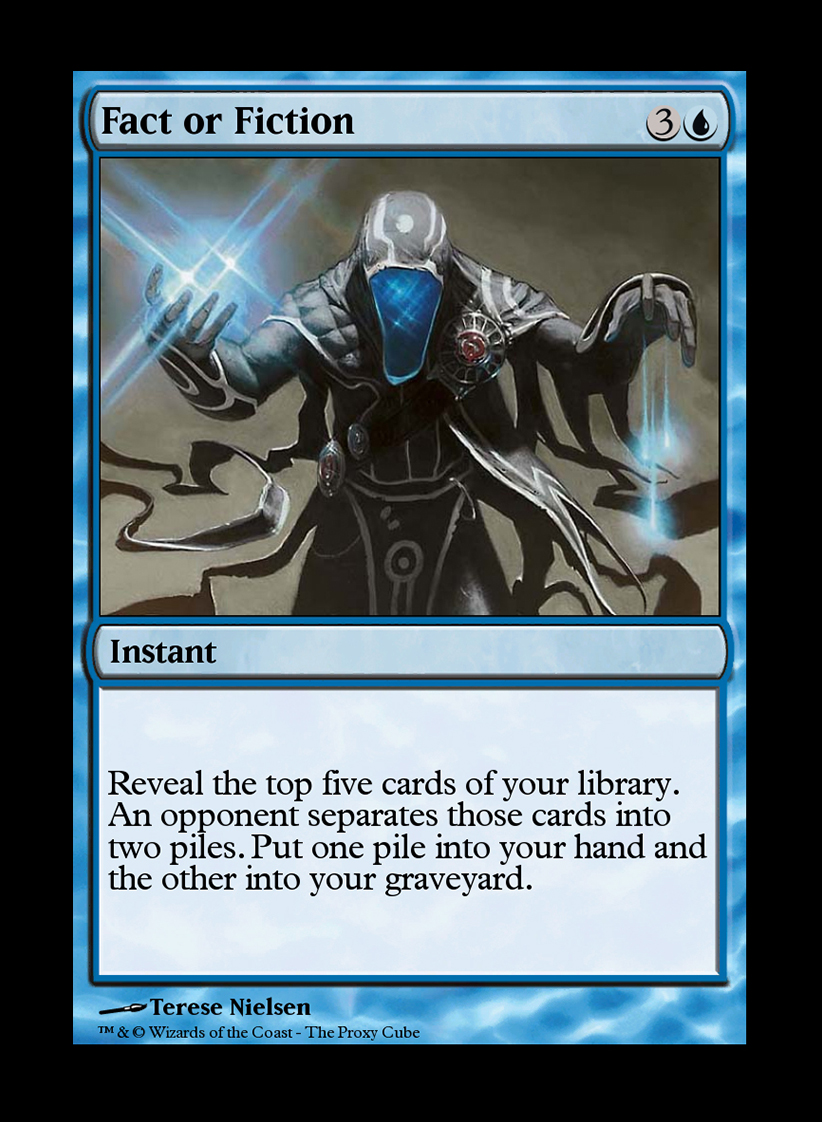 Fact or Fiction 3
Instant
Reveal the top five cards of your library.
An opponent separates those cards into
two piles. Put one pile into your hand and
the other into your graveyard.
Terese Nielsen
™ & © Wizards of the Coast - The Proxy Cube